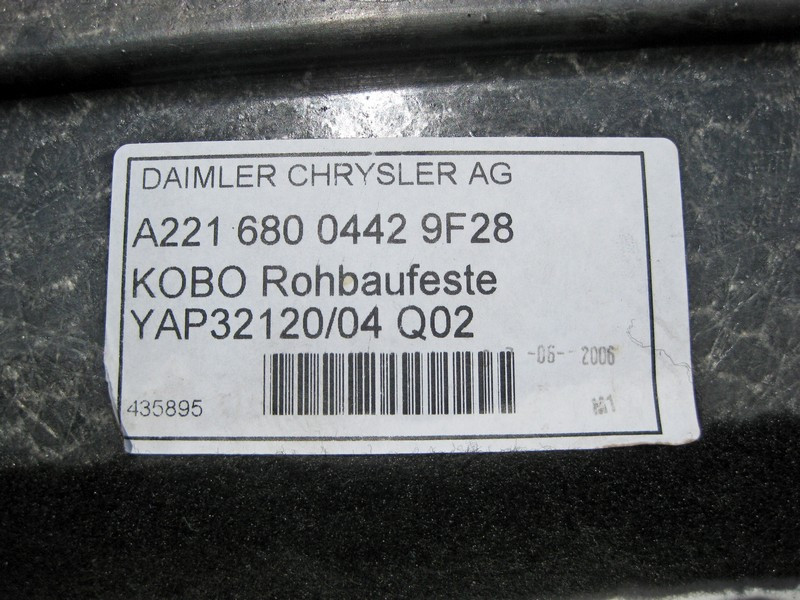 DAIMLER CHRYSLER AG
A221 680 0442 9F28
KOBO Rohbaufeste
YAP32120/04 Q02
-06- 2006
435895
M1